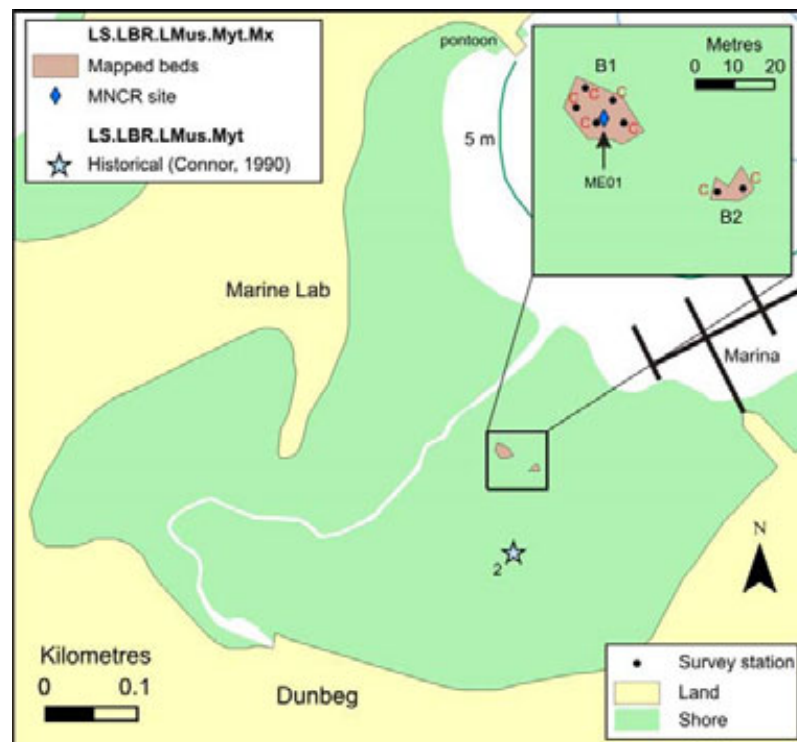 LS.LBR.LMus.Myt.Mx
Mapped beds
MNCR site
LS.LBR.LMus.Myt
Historical (Connor, 1990)
pontoon
5 m
B1
Metres
0 10 20
C
C
C
C
C
ME01
C
C
B2
Marine Lab
Marina
2
N
Kilometres
0 0.1
Dunbeg
Survey station
Land
Shore